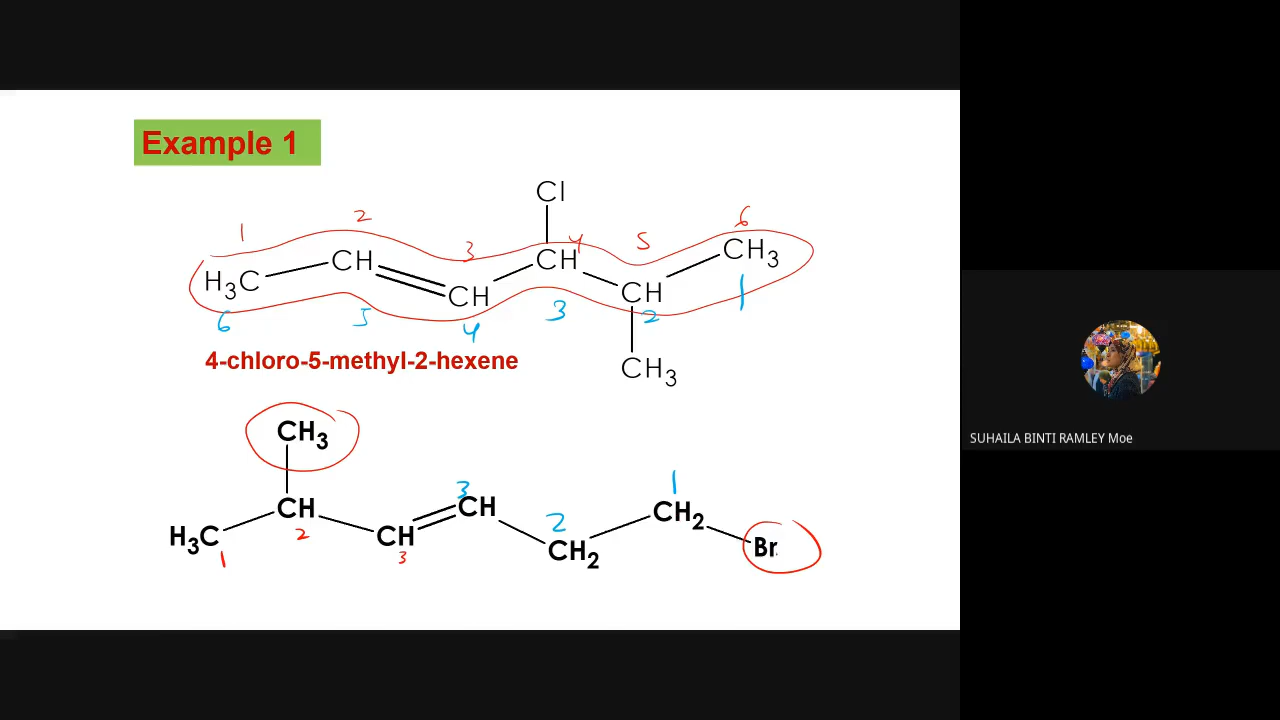 Example 1
Cl
1 2 3 4 5 6
H3C CH CH CH CH CH3
6 5 4 3 2 1
4-chloro-5-methyl-2-hexene
CH3
CH3
3 2 1
H3C CH CH CH CH2 CH2 Br
1 2 3
SUHAILA BINTI RAMLEY Moe